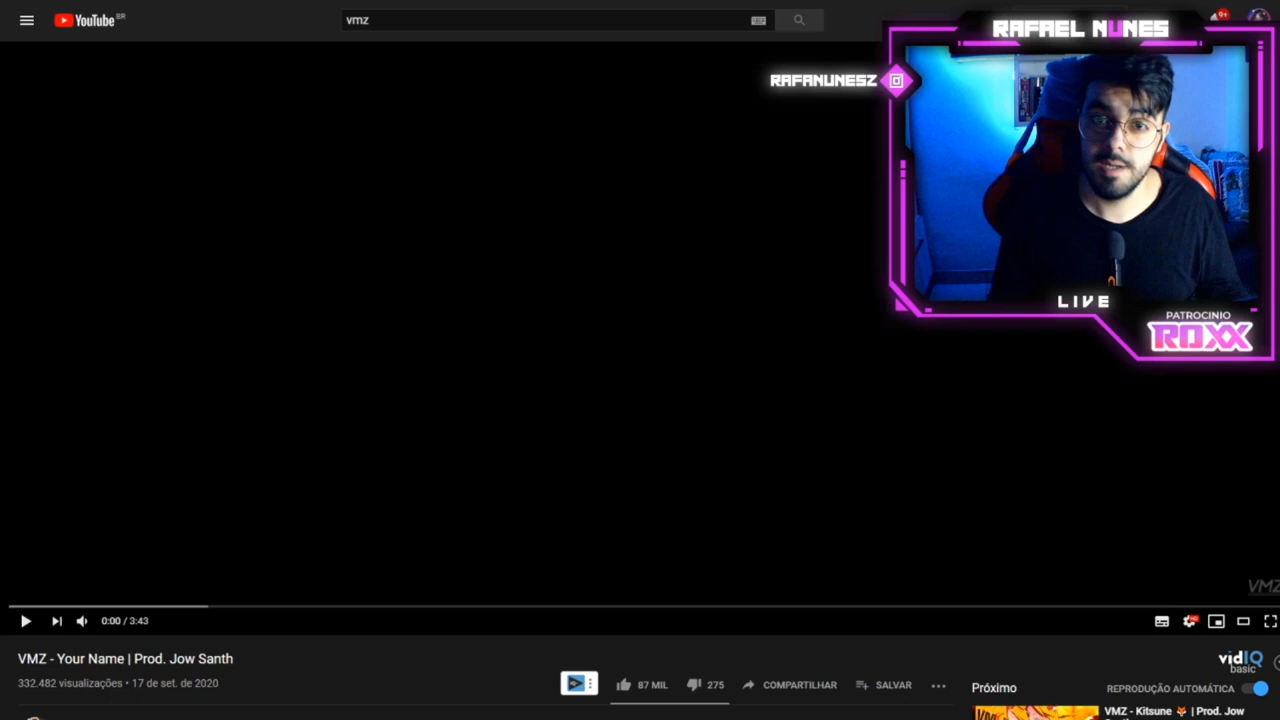 YouTube BR
vmz
9+
RAFAEL NUNES
RAFANUNESZ
LIVE
PATROCINIO
ROXX
VMZ
0:00 / 3:43
VMZ - Your Name | Prod. Jow Santh
332.482 visualizações • 17 de set. de 2020
87 MIL
275
COMPARTILHAR
SALVAR
vidIQ
basic
Próximo
REPRODUÇÃO AUTOMÁTICA
VMZ - Kitsune 🦊 | Prod. Jow